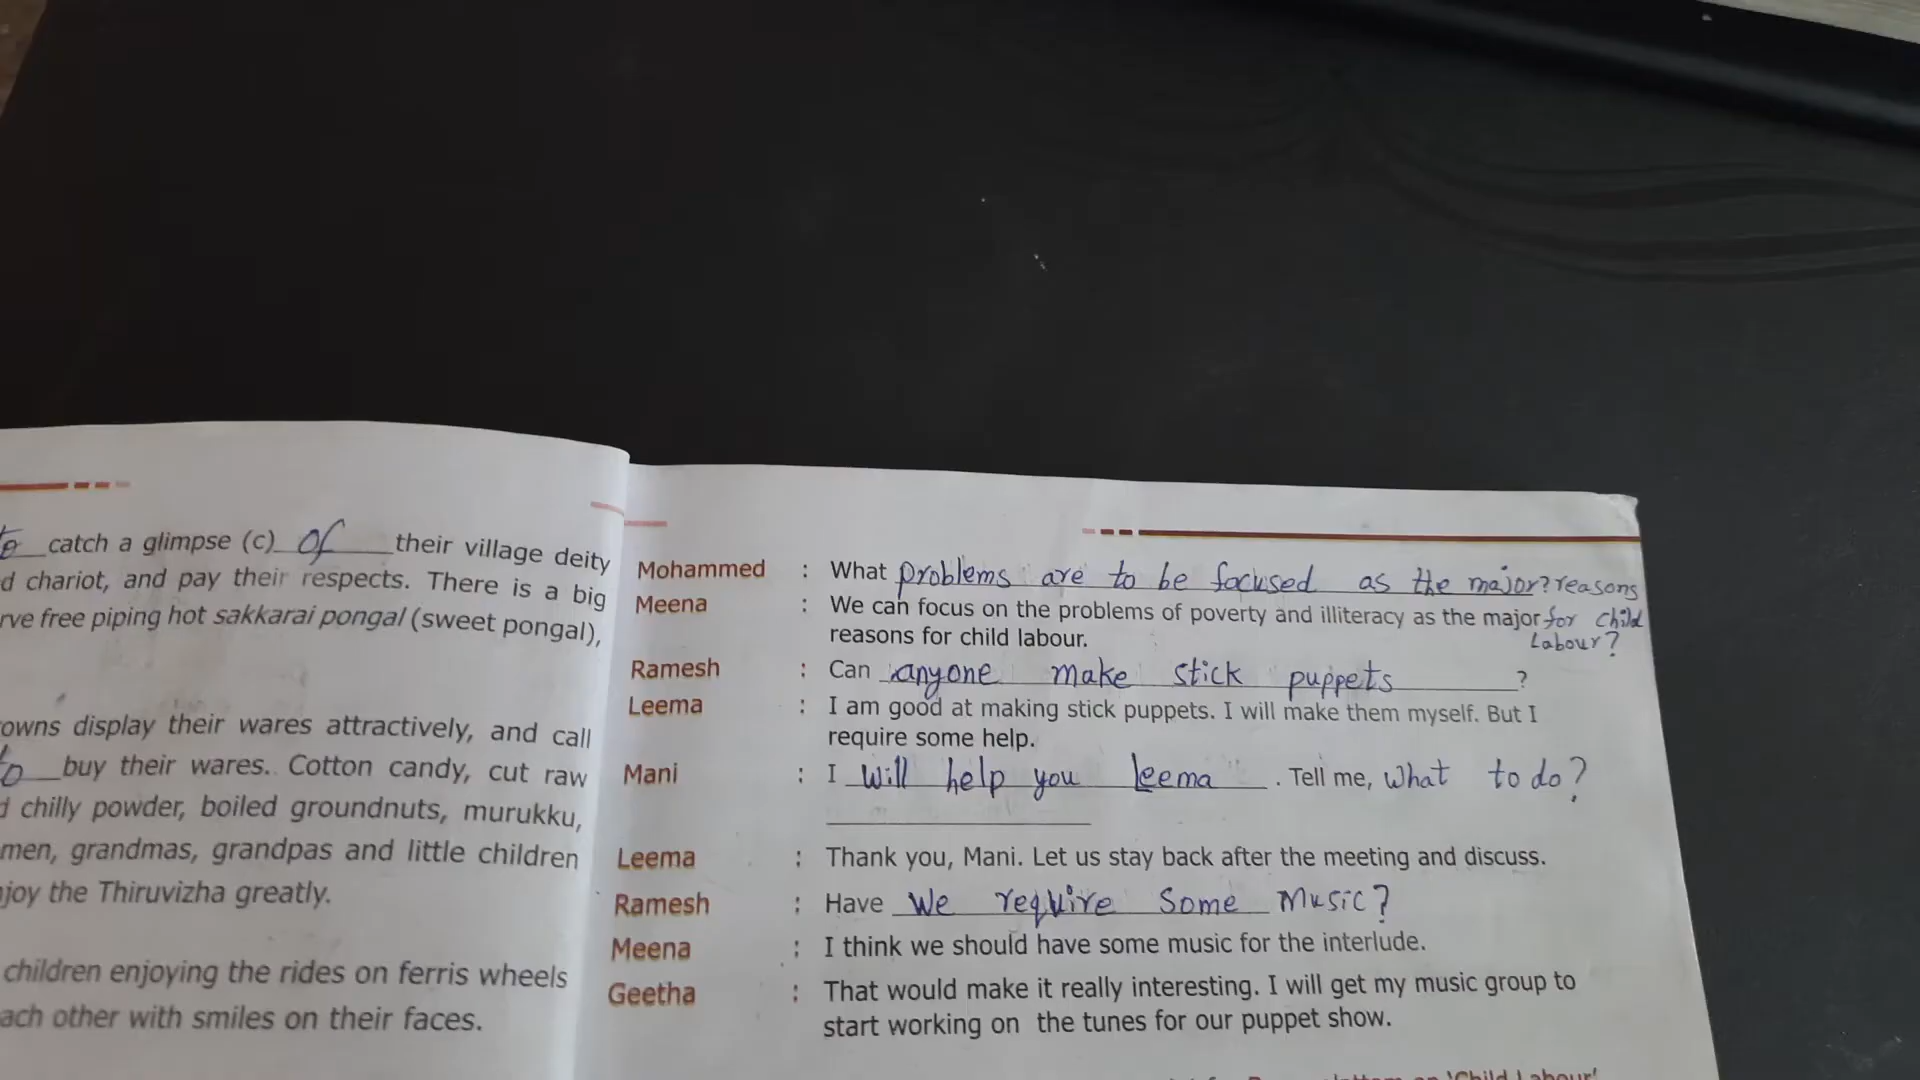 catch a glimpse (c) of their village deity
d chariot, and pay their respects. There is a big
rve free piping hot sakkarai pongal (sweet pongal),
owns display their wares attractively, and call
to buy their wares. Cotton candy, cut raw
d chilly powder, boiled groundnuts, murukku,
men, grandmas, grandpas and little children
njoy the Thiruvizha greatly.
children enjoying the rides on ferris wheels
ach other with smiles on their faces.
Mohammed : What problems are to be focused as the major? reasons
for child
Labour?
Meena : We can focus on the problems of poverty and illiteracy as the major
reasons for child labour.
Ramesh : Can anyone make stick puppets ?
Leema : I am good at making stick puppets. I will make them myself. But I
require some help.
Mani : I will help you Leema . Tell me, what to do?
Leema : Thank you, Mani. Let us stay back after the meeting and discuss.
Ramesh : Have we require some music?
Meena : I think we should have some music for the interlude.
Geetha : That would make it really interesting. I will get my music group to
start working on the tunes for our puppet show.
on 'Child Labour'